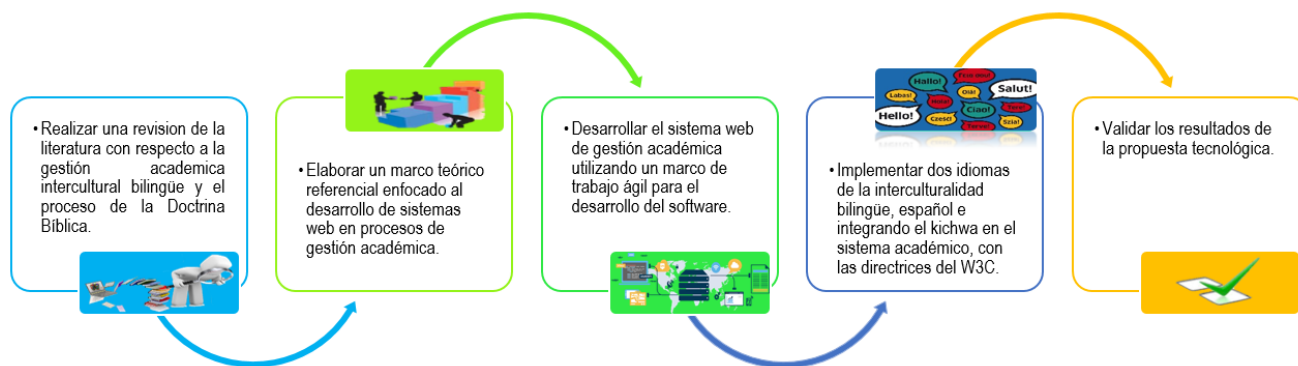 • Realizar una revision de la
literatura con respecto a la
gestión academica
intercultural bilingüe y el
proceso de la Doctrina
Bíblica.
• Elaborar un marco teórico
referencial enfocado al
desarrollo de sistemas
web en procesos de
gestión académica.
• Desarrollar el sistema web
de gestión académica
utilizando un marco de
trabajo ágil para el
desarrollo del software.
Hallo!
Labas!
Hola!
Olá!
Salut!
Hello!
Czesci
Ciao!
• Implementar dos idiomas
de la interculturalidad
bilingüe, español e
integrando el kichwa en el
sistema académico, con
las directrices del W3C.
• Validar los resultados de
la propuesta tecnológica.